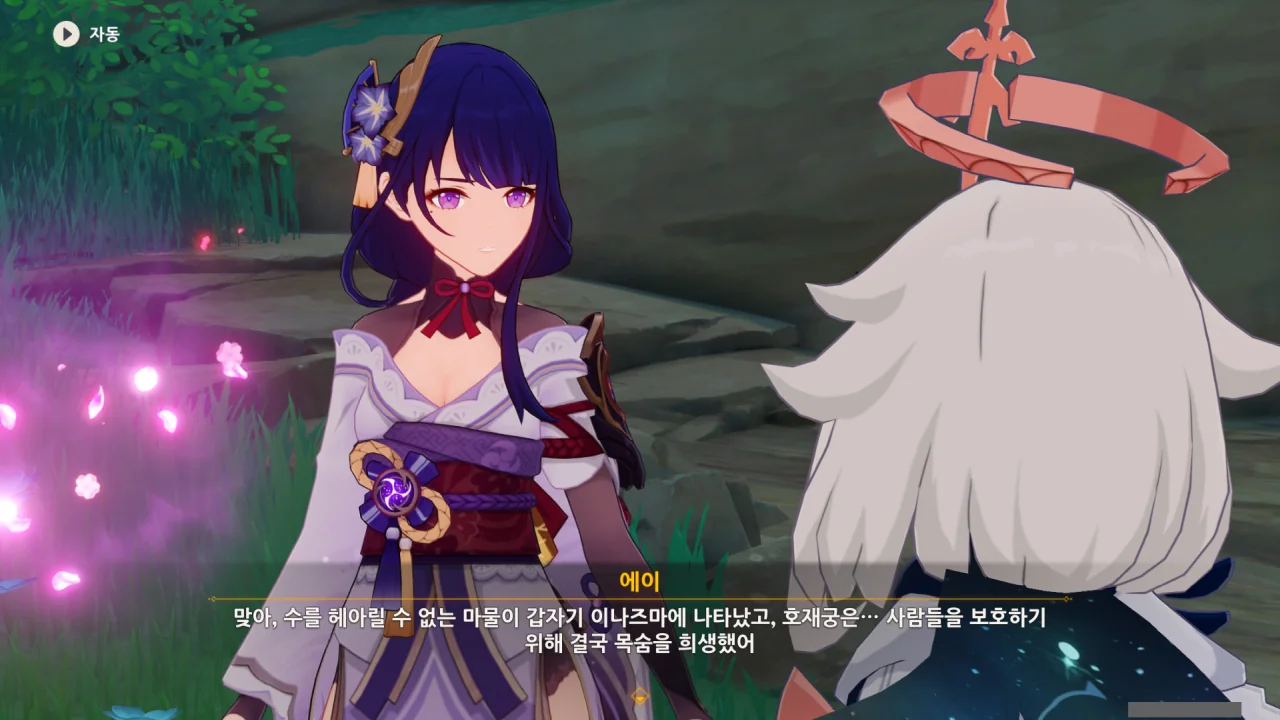 자동
에이
맞아, 수를 헤아릴 수 없는 마물이 갑자기 이나즈마에 나타났고, 호재궁은… 사람들을 보호하기
위해 결국 목숨을 희생했어